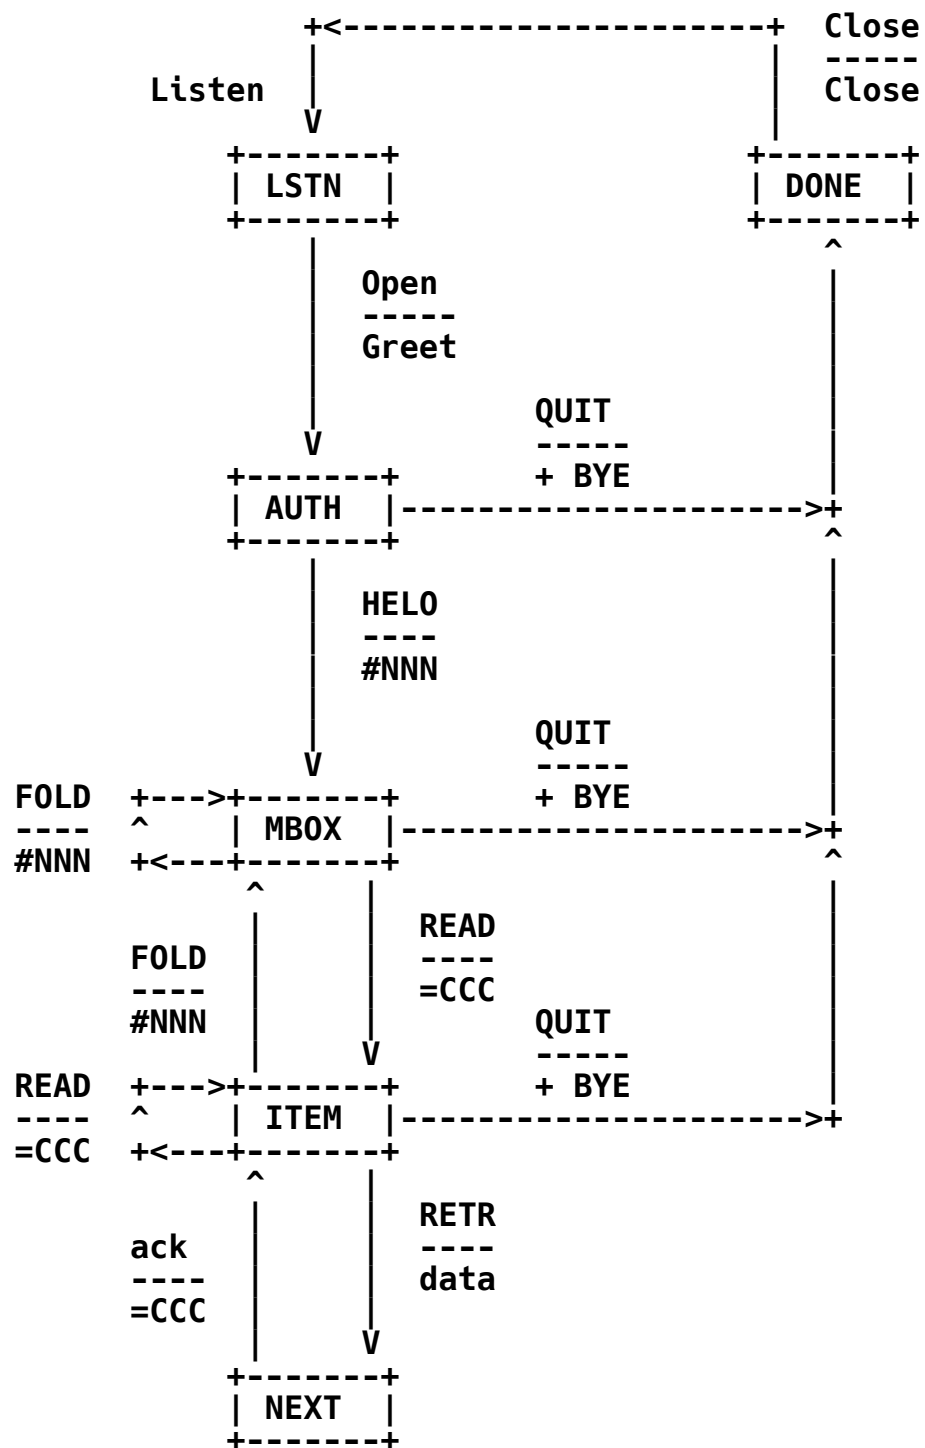 +<----------------------+  Close
|                        |  -----
Listen  |                        |  Close
V                        |
+-------+                  +-------+
| LSTN  |                  | DONE  |
+-------+                  +-------+
|                          ^
|  Open                    |
|  -----                   |
|  Greet                   |
|                          |
|           QUIT           |
V           -----          |
+-------+       + BYE          |
| AUTH  |--------------------->+
+-------+                      ^
|                          |
|  HELO                    |
|  ----                    |
|  #NNN                    |
|                          |
|           QUIT           |
V           -----          |
FOLD  +--->+-------+       + BYE          |
----  ^    | MBOX  |--------------------->+
#NNN  +<---+-------+                      ^
^     |                       |
|     |  READ                 |
FOLD |     |  ----                 |
---- |     |  =CCC                 |
#NNN |     |        QUIT           |
|     V        -----          |
READ  +--->+-------+       + BYE          |
----  ^    | ITEM  |--------------------->+
=CCC  +<---+-------+
^     |
|     |  RETR
ack  |     |  ----
---- |     |  data
=CCC |     |
|     V
+-------+
| NEXT  |
+-------+